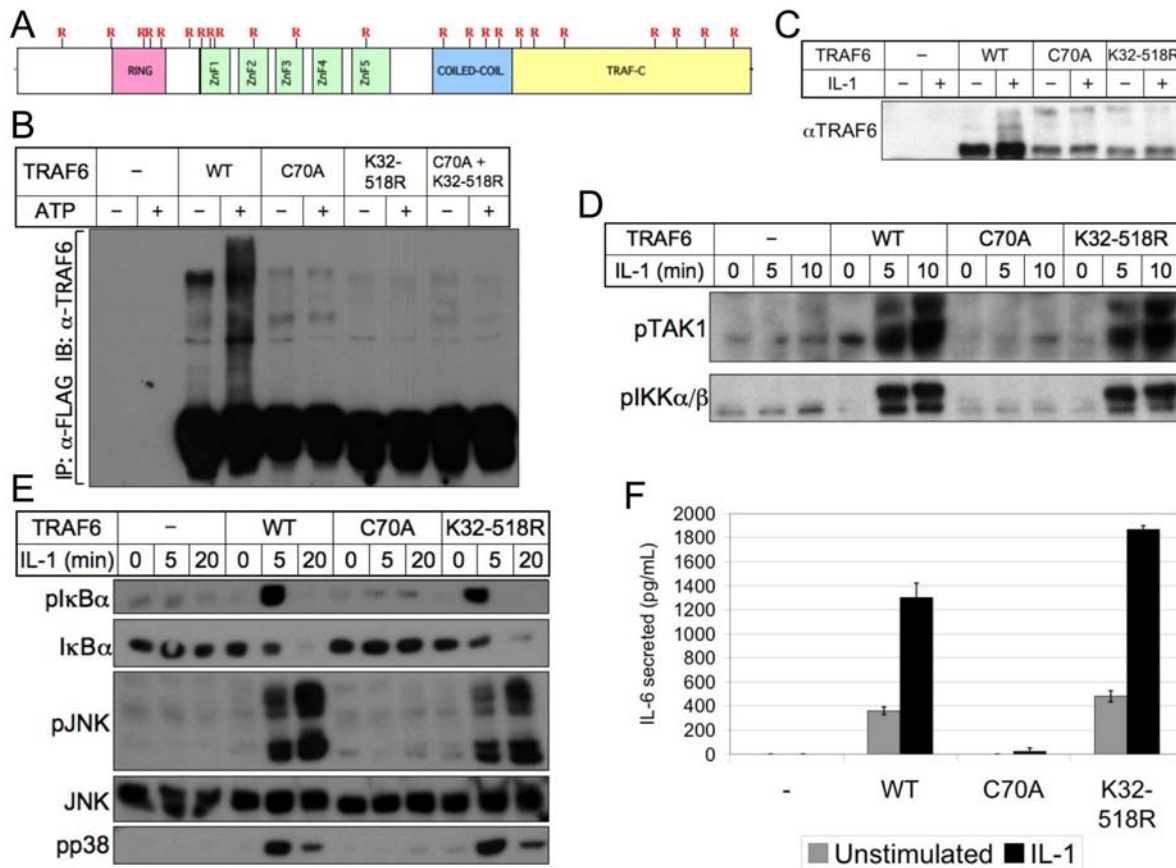 A
R R R R R R R R R R R R R R R R R R R R R R R
RING ZnF1 ZnF2 ZnF3 ZnF4 ZnF5 COILED-COIL TRAF-C
B
TRAF6 – WT C70A K32-518R C70A + K32-518R
ATP – + – + – + – + – +
IP: α-FLAG IB: α-TRAF6
C
TRAF6 – WT C70A K32-518R
IL-1 – + – + – + – +
αTRAF6
D
TRAF6 – WT C70A K32-518R
IL-1 (min) 0 5 10 0 5 10 0 5 10 0 5 10
pTAK1
pIKKα/β
E
TRAF6 – WT C70A K32-518R
IL-1 (min) 0 5 20 0 5 20 0 5 20 0 5 20
pIκBα
IκBα
pJNK
JNK
pp38
F
IL-6 secreted (pg/mL)
2000
1800
1600
1400
1200
1000
800
600
400
200
0
- WT C70A K32-518R
Unstimulated IL-1